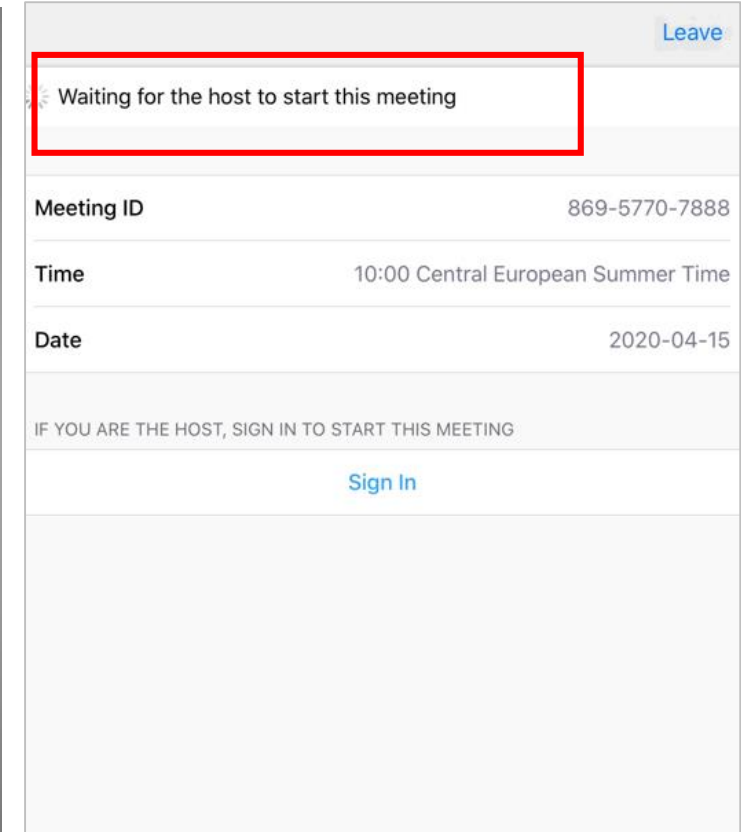 Leave
Waiting for the host to start this meeting
Meeting ID 869-5770-7888
Time 10:00 Central European Summer Time
Date 2020-04-15
IF YOU ARE THE HOST, SIGN IN TO START THIS MEETING
Sign In